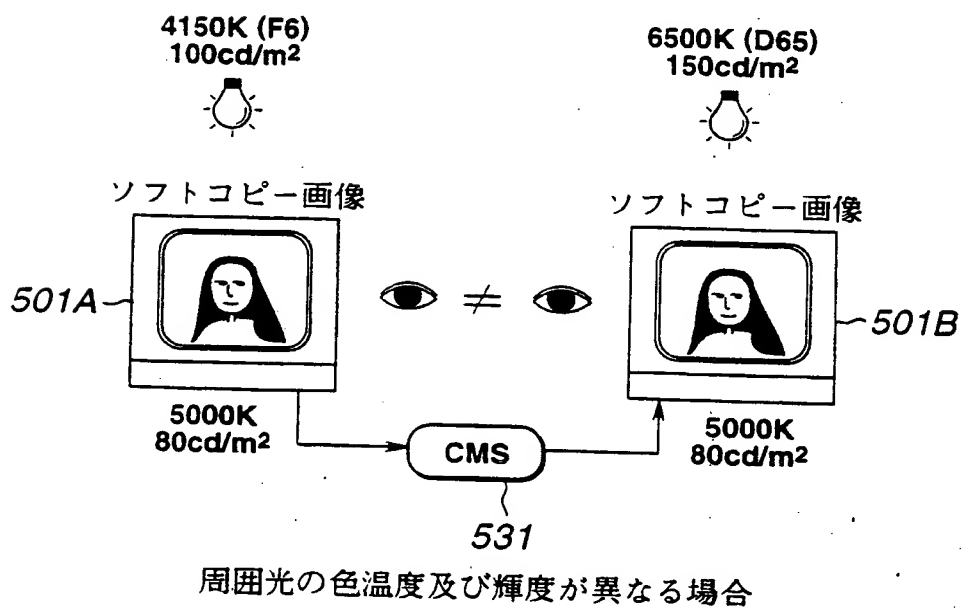 4150K (F6)
100cd/m²
6500K (D65)
150cd/m²
ソフトコピー画像
ソフトコピー画像
501A
≠
501B
5000K
80cd/m²
5000K
80cd/m²
CMS
531
周囲光の色温度及び輝度が異なる場合